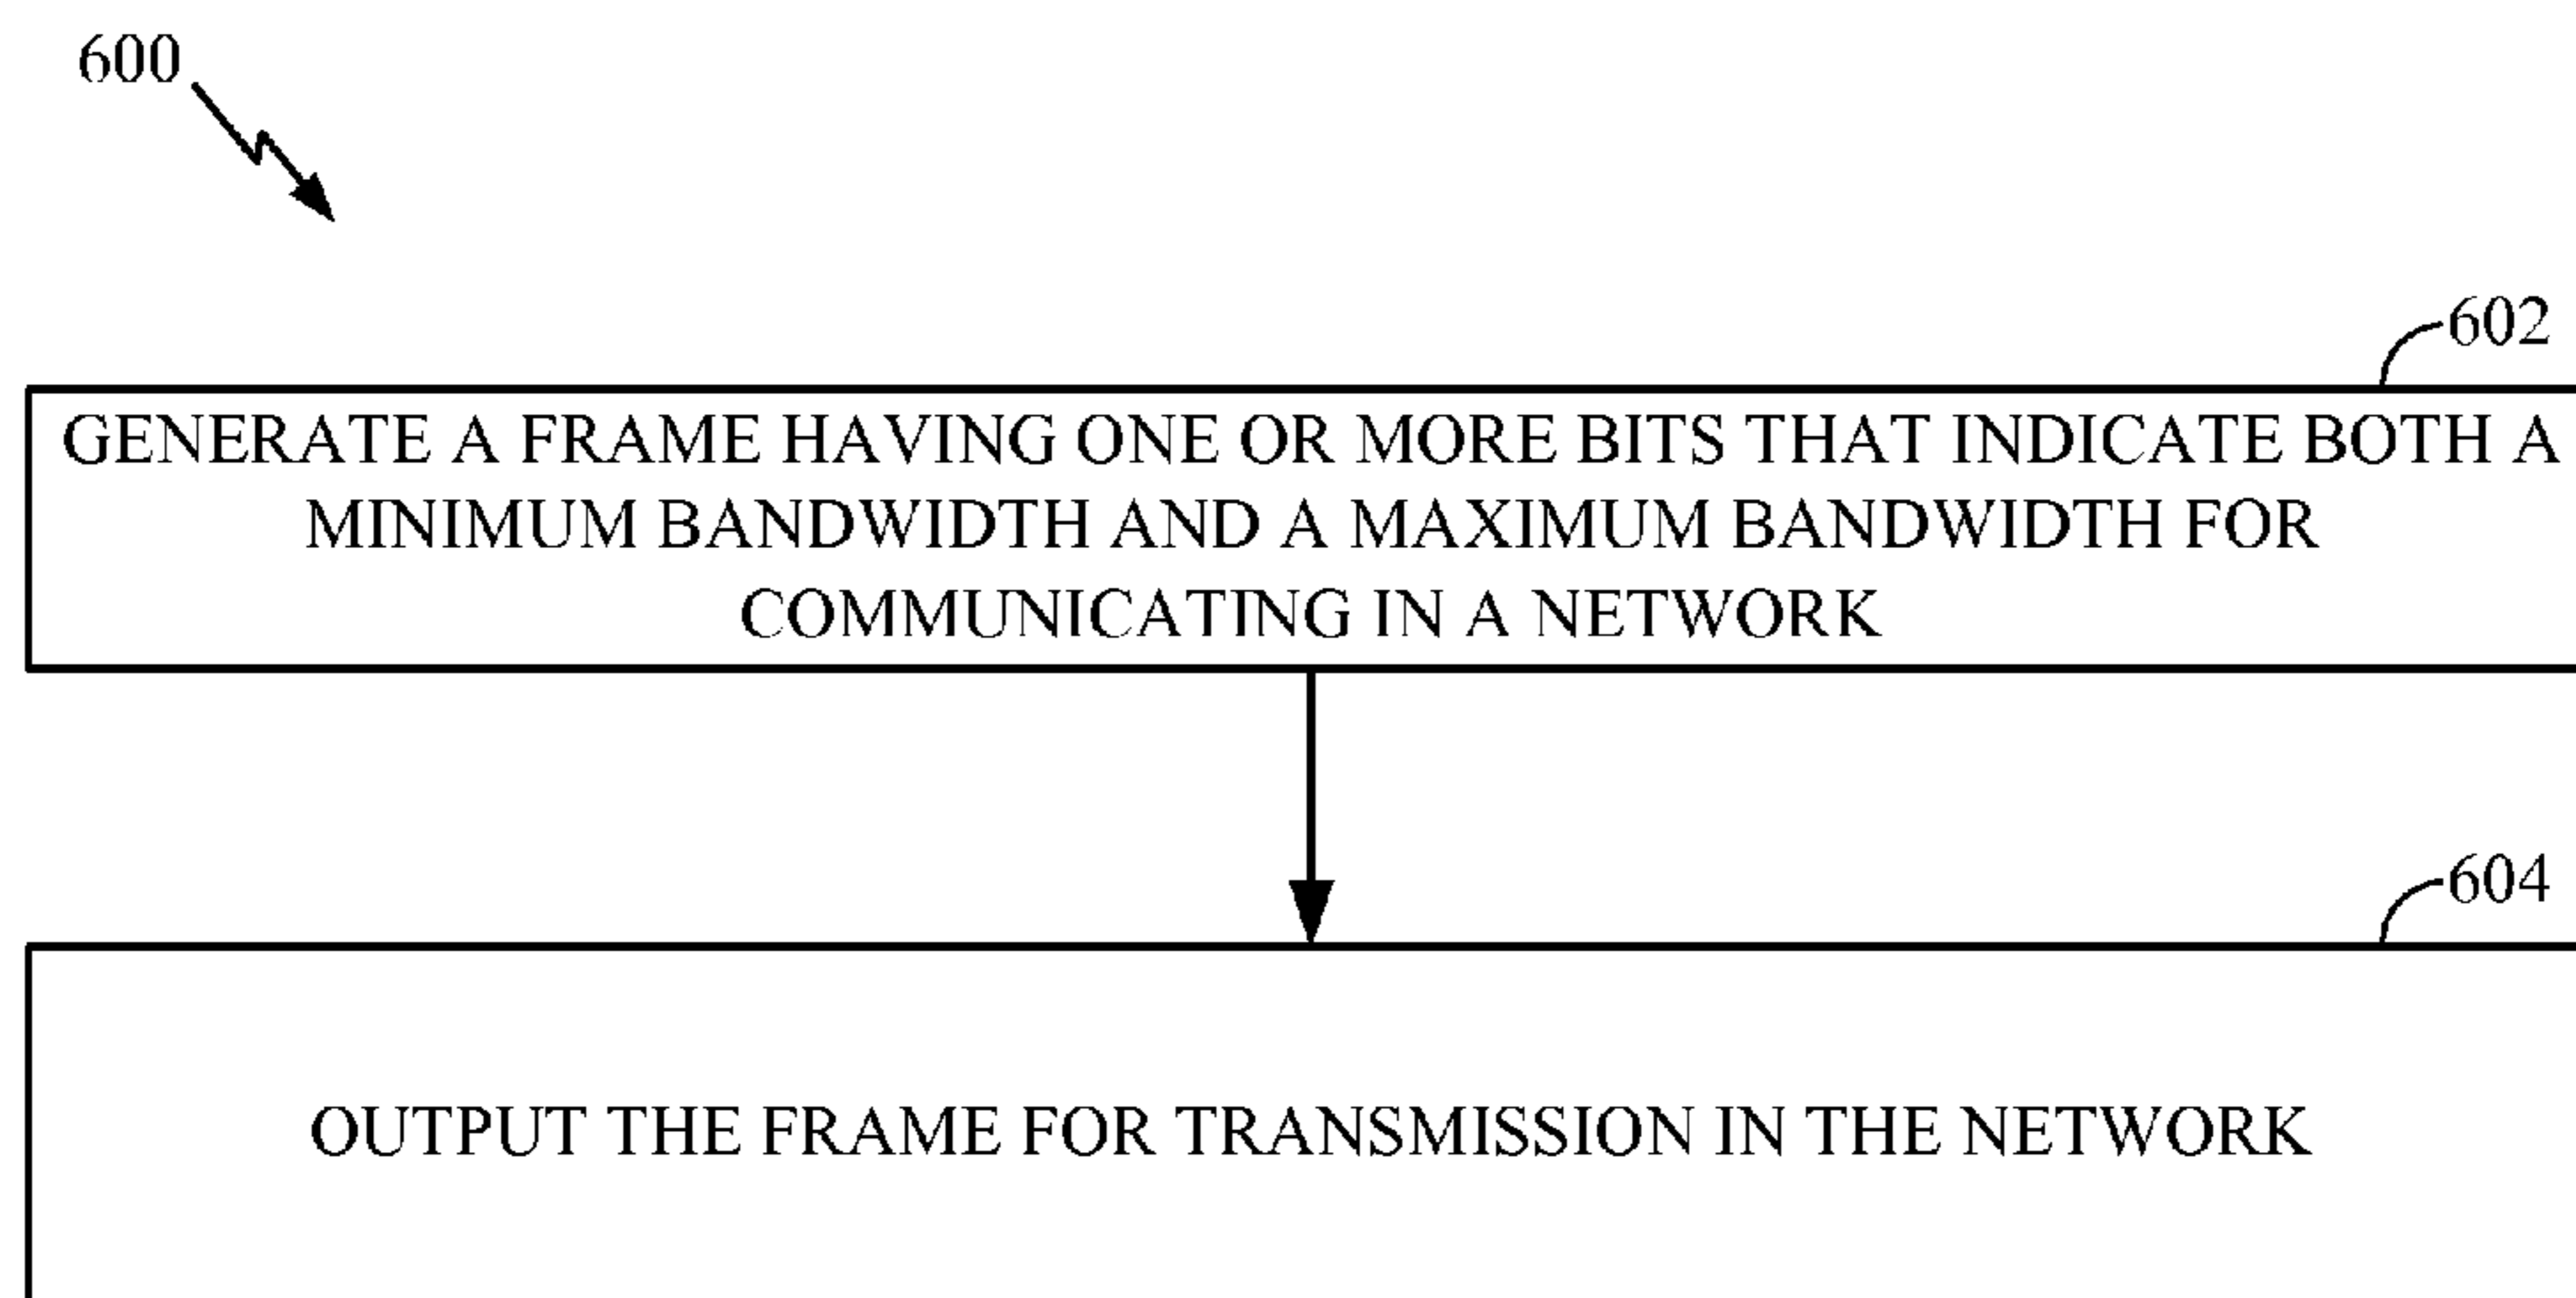 600
602
GENERATE A FRAME HAVING ONE OR MORE BITS THAT INDICATE BOTH A
MINIMUM BANDWIDTH AND A MAXIMUM BANDWIDTH FOR
COMMUNICATING IN A NETWORK
604
OUTPUT THE FRAME FOR TRANSMISSION IN THE NETWORK